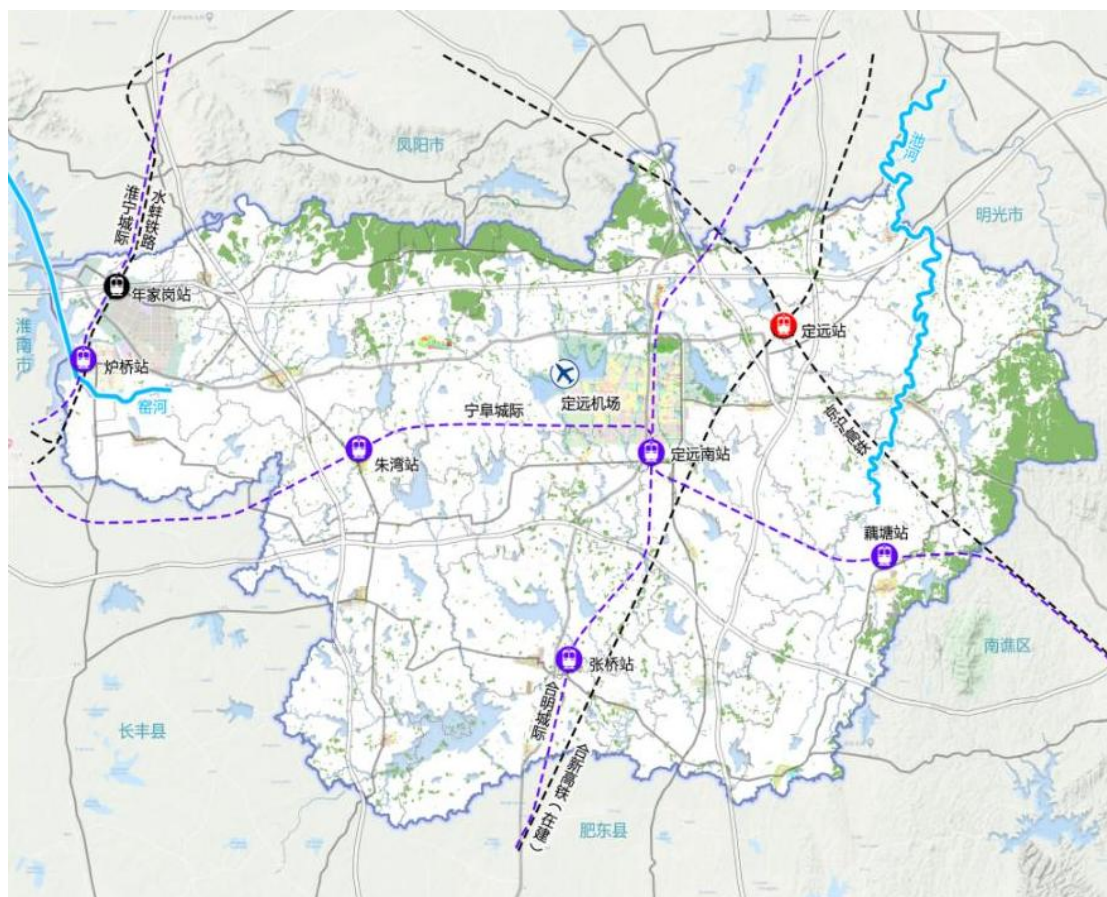 凤阳市
池河
明光市
水蚌铁路
淮宁城际
年家岗站
淮南市
炉桥站
窑河
定远站
定远机场
宁阜城际
京沪高铁
朱湾站
定远南站
藕塘站
南谯区
张桥站
合明城际
合新高铁（在建）
长丰县
肥东县